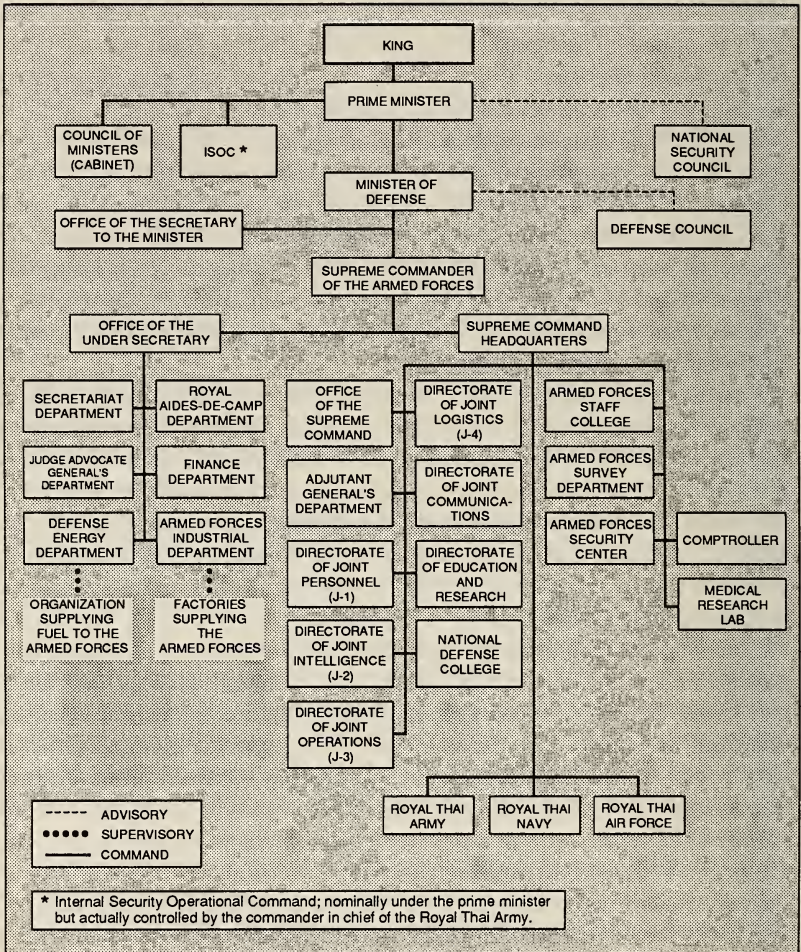 KING
PRIME MINISTER
COUNCIL OF
MINISTERS
(CABINET)
ISOC *
NATIONAL
SECURITY
COUNCIL
MINISTER OF
DEFENSE
OFFICE OF THE SECRETARY
TO THE MINISTER
DEFENSE COUNCIL
SUPREME COMMANDER
OF THE ARMED FORCES
OFFICE OF THE
UNDER SECRETARY
SUPREME COMMAND
HEADQUARTERS
SECRETARIAT
DEPARTMENT
ROYAL
AIDES-DE-CAMP
DEPARTMENT
JUDGE ADVOCATE
GENERAL'S
DEPARTMENT
FINANCE
DEPARTMENT
DEFENSE
ENERGY
DEPARTMENT
ARMED FORCES
INDUSTRIAL
DEPARTMENT
ORGANIZATION
SUPPLYING
FUEL TO THE
ARMED FORCES
FACTORIES
SUPPLYING
THE
ARMED FORCES
OFFICE
OF THE
SUPREME
COMMAND
DIRECTORATE
OF JOINT
LOGISTICS
(J-4)
ADJUTANT
GENERAL'S
DEPARTMENT
DIRECTORATE
OF JOINT
COMMUNICA-
TIONS
DIRECTORATE
OF JOINT
PERSONNEL
(J-1)
DIRECTORATE
OF EDUCATION
AND
RESEARCH
DIRECTORATE
OF JOINT
INTELLIGENCE
(J-2)
NATIONAL
DEFENSE
COLLEGE
DIRECTORATE
OF JOINT
OPERATIONS
(J-3)
ARMED FORCES
STAFF
COLLEGE
ARMED FORCES
SURVEY
DEPARTMENT
ARMED FORCES
SECURITY
CENTER
COMPTROLLER
MEDICAL
RESEARCH
LAB
ROYAL THAI
ARMY
ROYAL THAI
NAVY
ROYAL THAI
AIR FORCE
ADVISORY
SUPERVISORY
COMMAND
* Internal Security Operational Command; nominally under the prime minister
but actually controlled by the commander in chief of the Royal Thai Army.